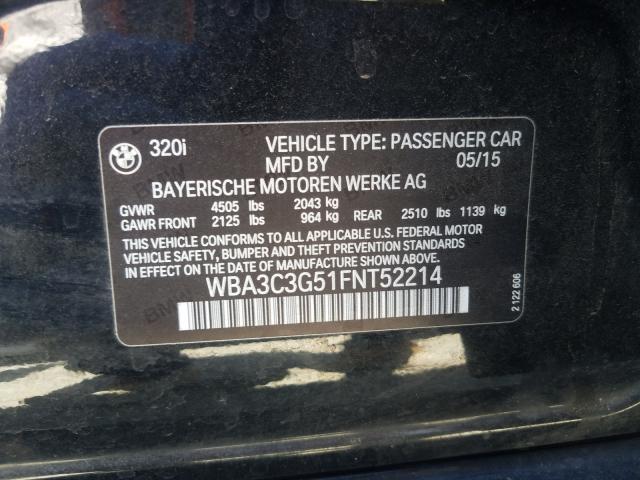 320i VEHICLE TYPE: PASSENGER CAR
MFD BY 05/15
BAYERISCHE MOTOREN WERKE AG
GVWR 4505 lbs 2043 kg
GAWR FRONT 2125 lbs 964 kg REAR 2510 lbs 1139 kg
THIS VEHICLE CONFORMS TO ALL APPLICABLE U.S. FEDERAL MOTOR
VEHICLE SAFETY, BUMPER AND THEFT PREVENTION STANDARDS
IN EFFECT ON THE DATE OF MANUFACTURE SHOWN ABOVE.
WBA3C3G51FNT52214
2 122 606